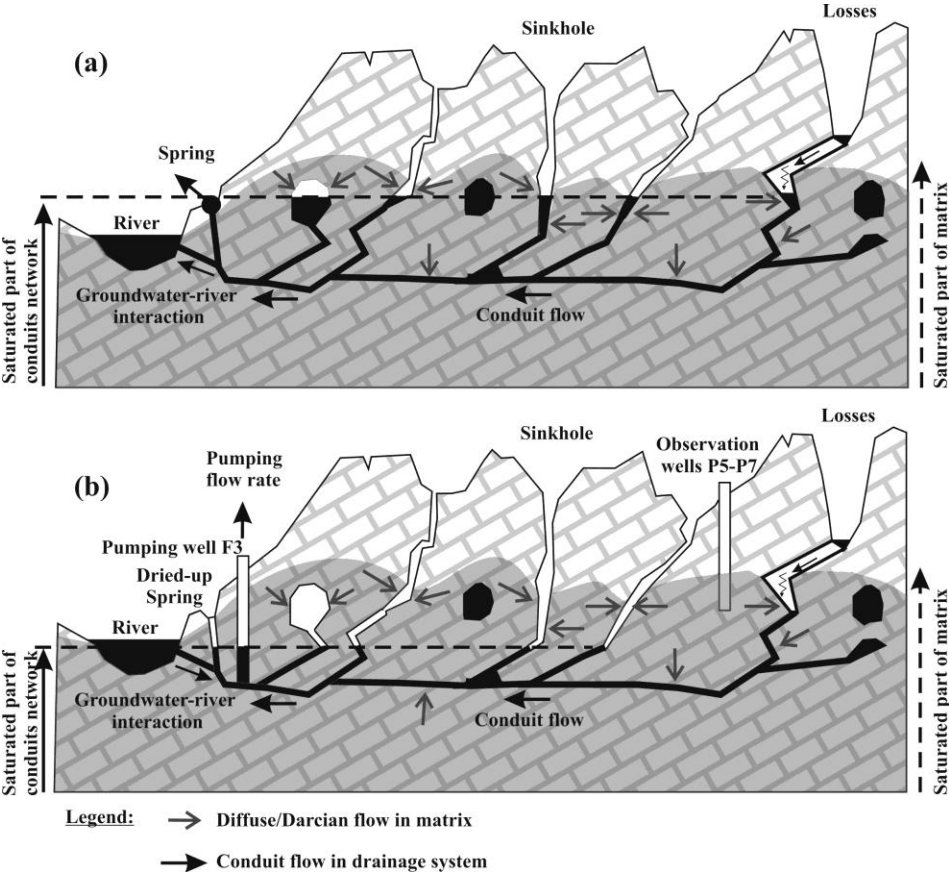 (a)
Sinkhole
Losses
Spring
River
Groundwater-river
interaction
Conduit flow
Saturated part of
conduits network
Saturated part of matrix
(b)
Sinkhole
Losses
Observation
wells P5-P7
Pumping
flow rate
Pumping well F3
Dried-up
Spring
River
Groundwater-river
interaction
Conduit flow
Saturated part of
conduits network
Saturated part of matrix
Legend:
Diffuse/Darcian flow in matrix
Conduit flow in drainage system